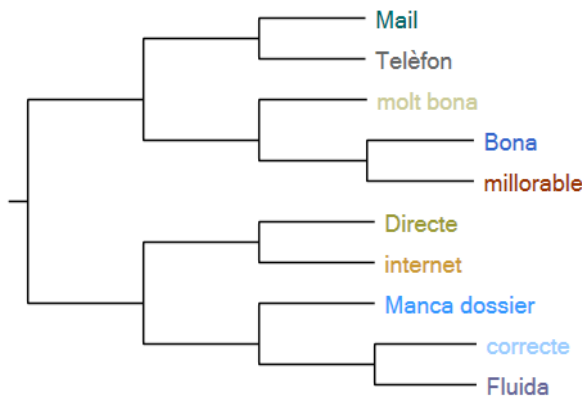 Mail
Telèfon
molt bona
Bona
millorable
Directe
internet
Manca dossier
correcte
Fluida